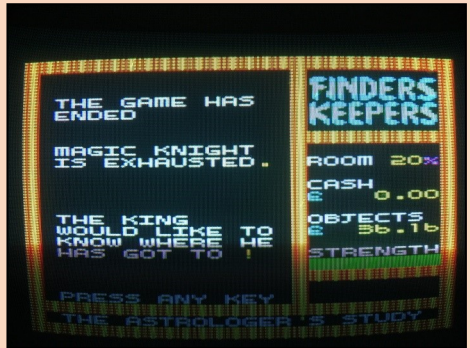 THE GAME HAS
ENDED
MAGIC KNIGHT
IS EXHAUSTED.
THE KING
WOULD LIKE TO
KNOW WHERE HE
HAS GOT TO !
PRESS ANY KEY
FINDERS
KEEPERS
ROOM 20%
CASH
£ 0.00
OBJECTS
£ 36.16
STRENGTH
THE ASTROLOGER'S STUDY